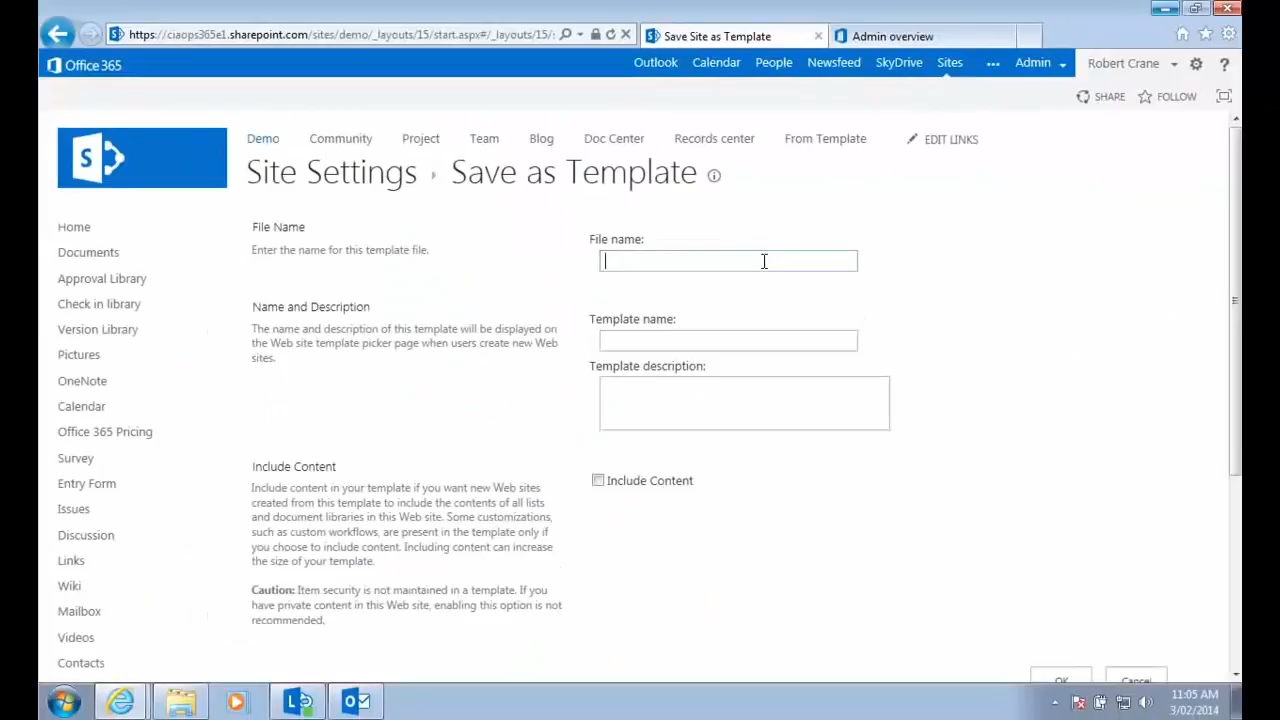 https://ciaops365e1.sharepoint.com/sites/demo/_layouts/15/start.aspx#/_layouts/15/:
Save Site as Template
Admin overview
Office 365
Outlook Calendar People Newsfeed SkyDrive Sites ... Admin
Robert Crane
SHARE FOLLOW
Demo Community Project Team Blog Doc Center Records center From Template EDIT LINKS
Site Settings Save as Template
Home
Documents
Approval Library
Check in library
Version Library
Pictures
OneNote
Calendar
Office 365 Pricing
Survey
Entry Form
Issues
Discussion
Links
Wiki
Mailbox
Videos
Contacts
File Name
Enter the name for this template file.
File name:
Name and Description
The name and description of this template will be displayed on
the Web site template picker page when users create new Web
sites.
Template name:
Template description:
Include Content
Include content in your template if you want new Web sites
created from this template to include the contents of all lists
and document libraries in this Web site. Some customizations,
such as custom workflows, are present in the template only if
you choose to include content. Including content can increase
the size of your template.
Caution: Item security is not maintained in a template. If you
have private content in this Web site, enabling this option is not
recommended.
Include Content
OK Cancel
11:05 AM
3/02/2014